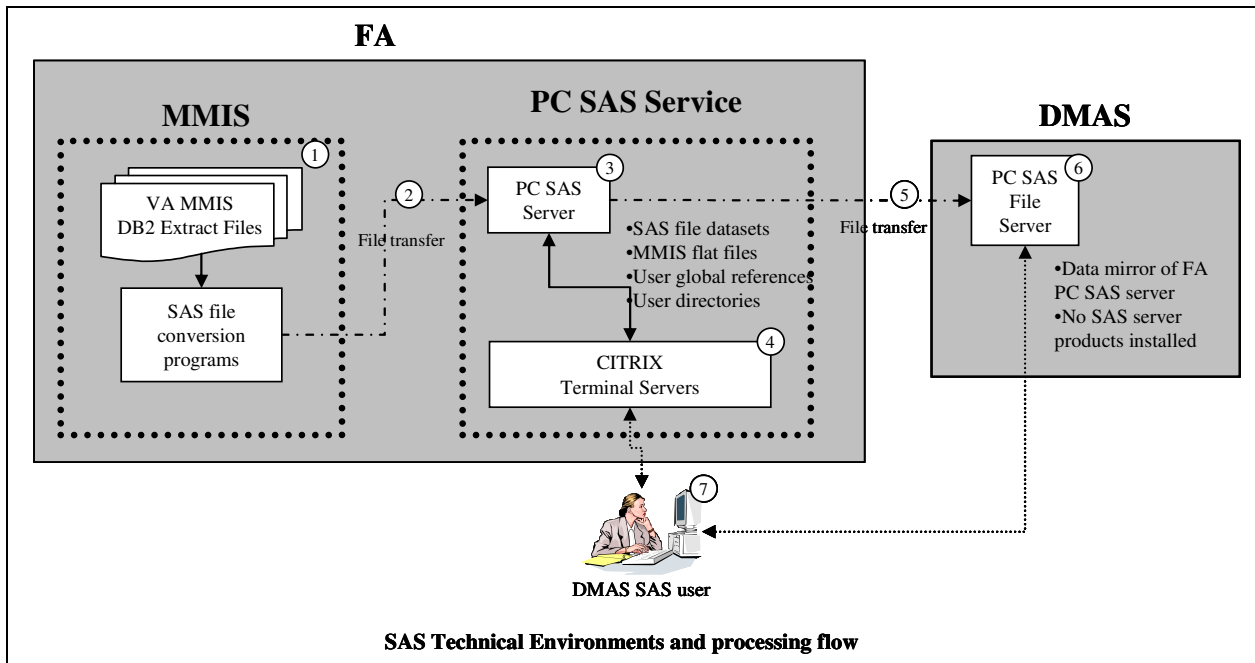 FA
MMIS
1
VA MMIS
DB2 Extract Files
SAS file
conversion
programs
2
File transfer
PC SAS Service
3
PC SAS
Server
•SAS file datasets
•MMIS flat files
•User global references
•User directories
4
CITRIX
Terminal Servers
5
File transfer
DMAS
6
PC SAS
File
Server
•Data mirror of FA
PC SAS server
•No SAS server
products installed
7
DMAS SAS user
SAS Technical Environments and processing flow